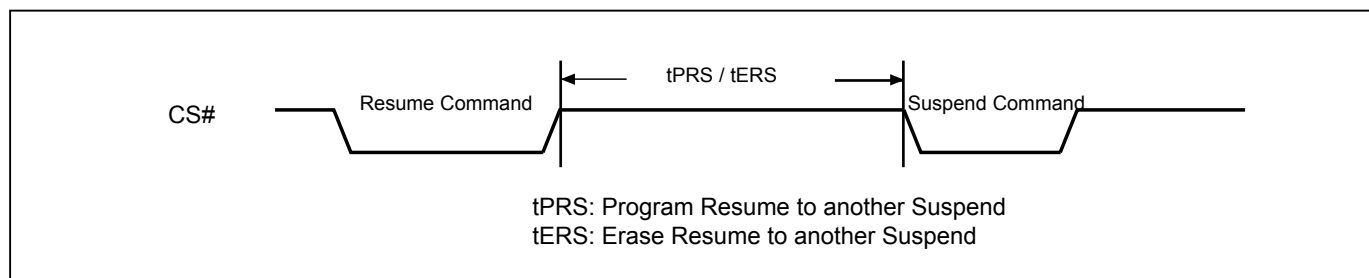 tPRS / tERS
Resume Command
Suspend Command
CS#
tPRS: Program Resume to another Suspend
tERS: Erase Resume to another Suspend